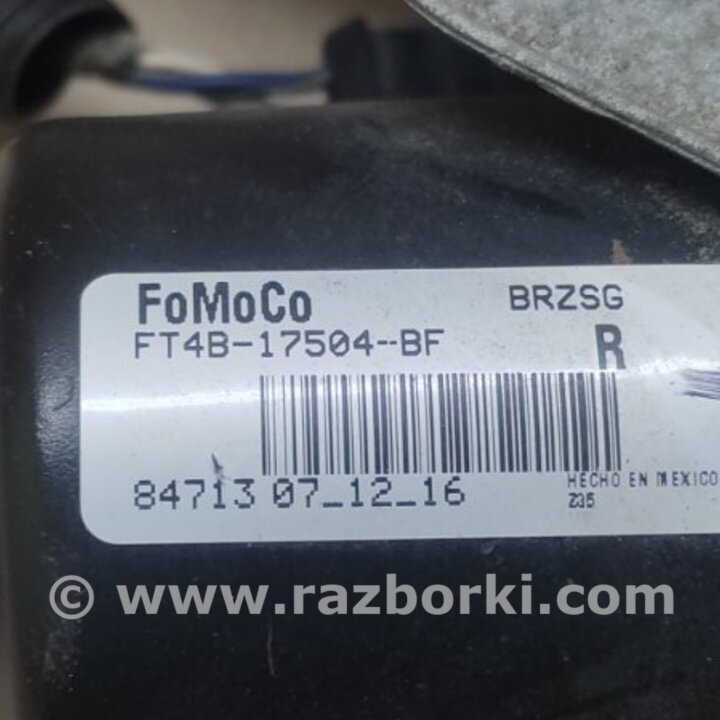 FoMoCo BRZSG
FT4B-17504-BF R
84713 07_12_16
HECHO EN MEXICO
Z35
© www.razborki.com